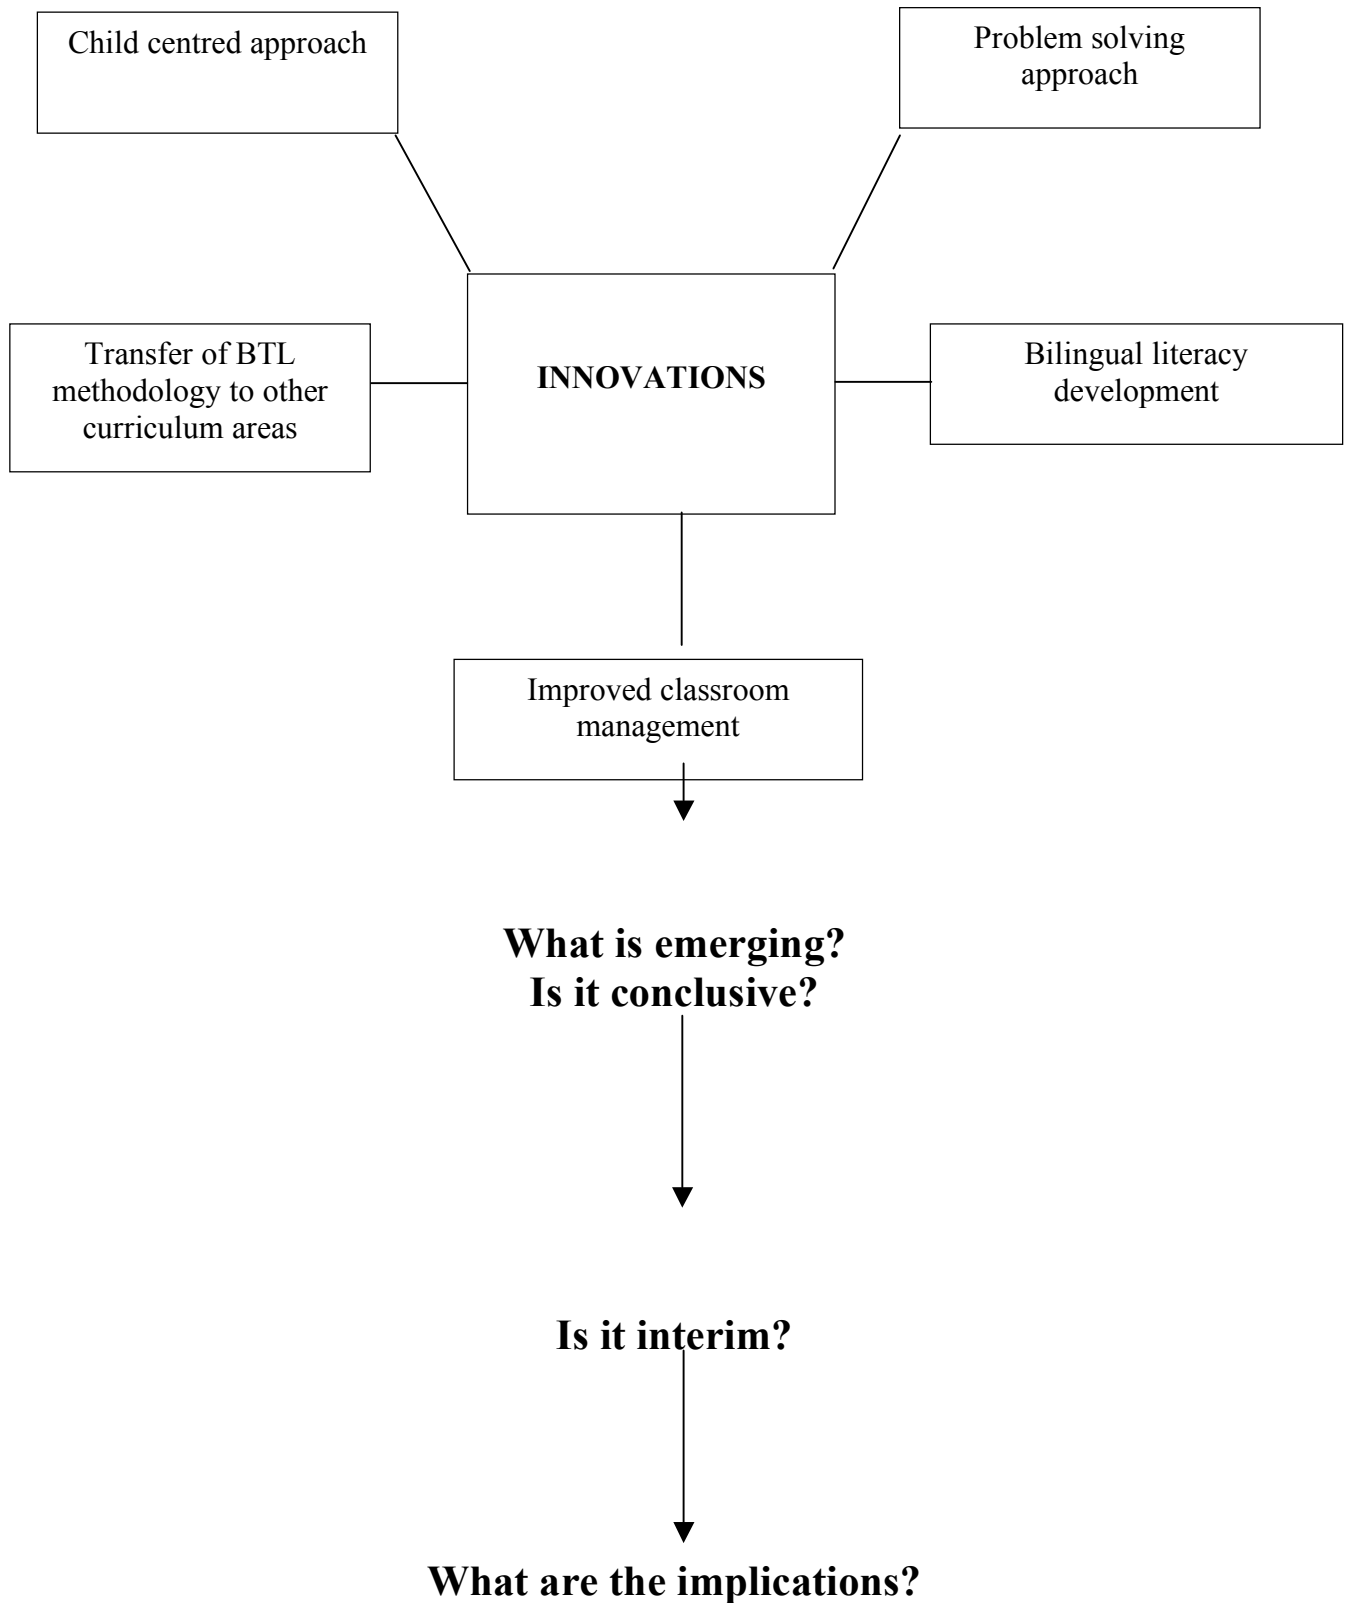 Child centred approach
Problem solving
approach
Transfer of BTL
methodology to other
curriculum areas
INNOVATIONS
Bilingual literacy
development
Improved classroom
management
What is emerging?
Is it conclusive?
Is it interim?
What are the implications?